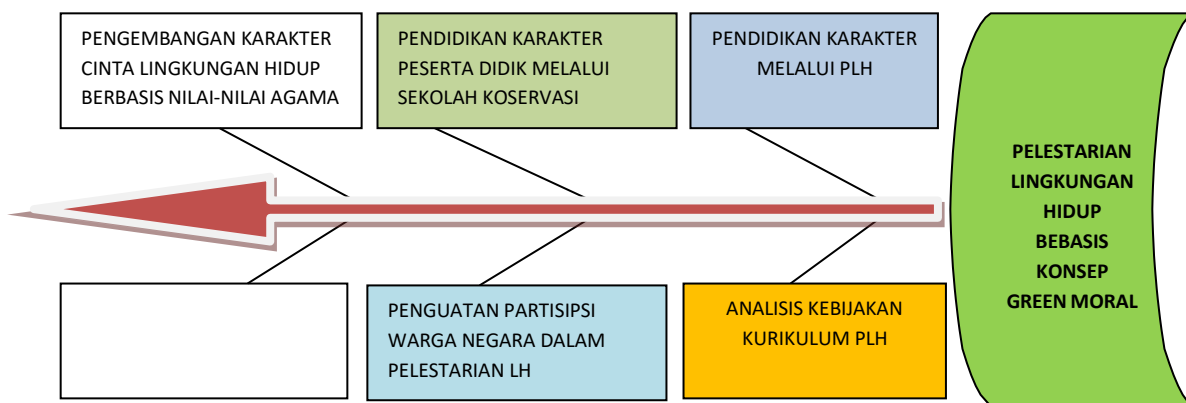 PENGEMBANGAN KARAKTER
CINTA LINGKUNGAN HIDUP
BERBASIS NILAI-NILAI AGAMA
PENDIDIKAN KARAKTER
PESERTA DIDIK MELALUI
SEKOLAH KOSERVASI
PENDIDIKAN KARAKTER
MELALUI PLH
PELESTARIAN
LINGKUNGAN
HIDUP
BEBASIS
KONSEP
GREEN MORAL
PENGUATAN PARTISIPSI
WARGA NEGARA DALAM
PELESTARIAN LH
ANALISIS KEBIJAKAN
KURIKULUM PLH